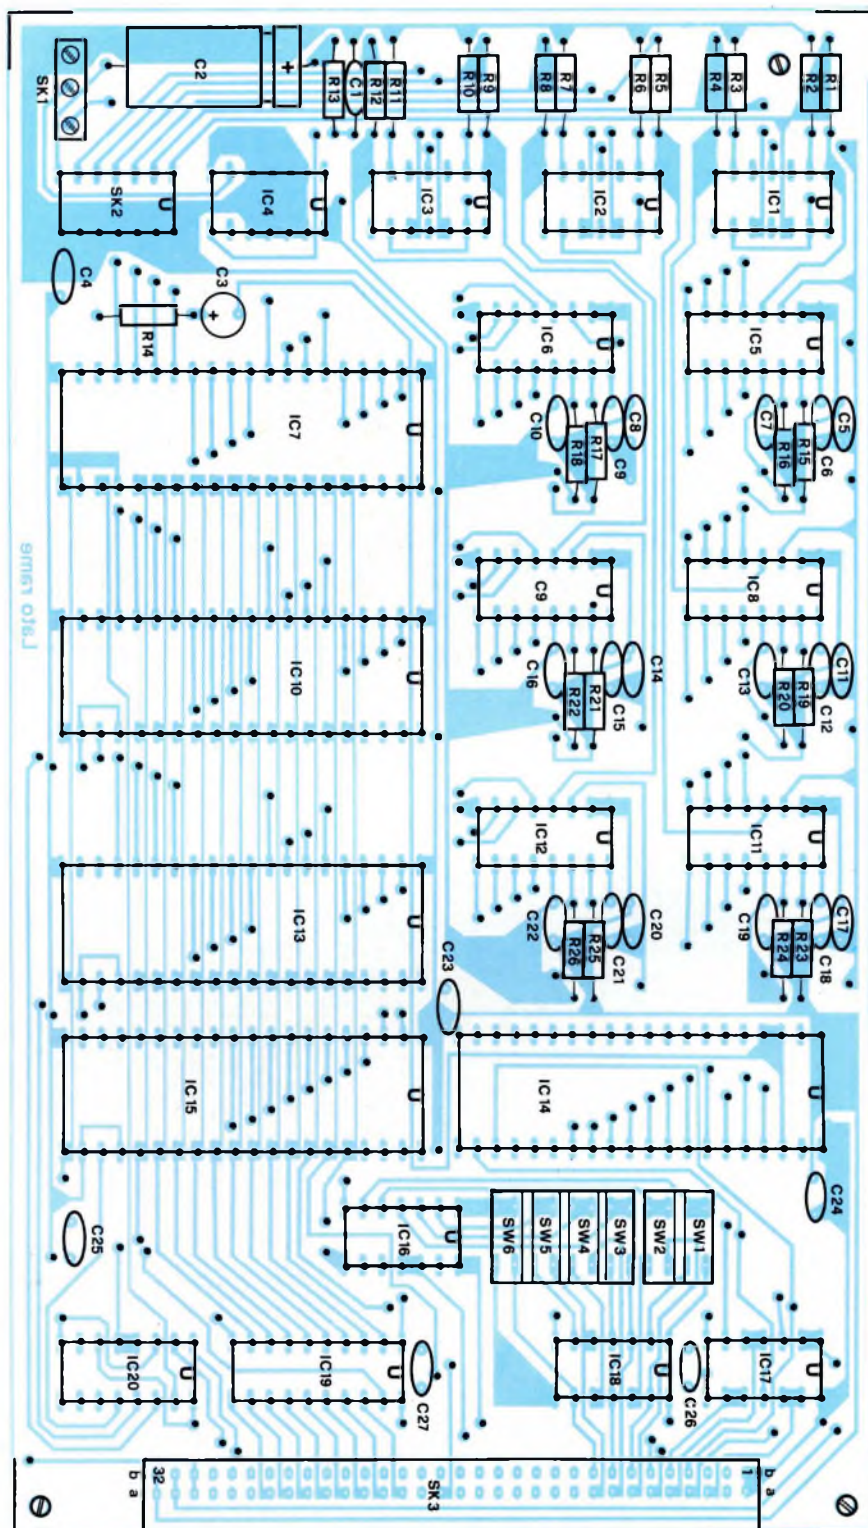 SK1
C2
+
R13
C1
R12
R11
R10
R9
R8
R7
R6
R5
R4
R3
R2
R1
SK2
U
IC4
U
IC3
U
IC2
U
IC1
U
C4
R14
C3
+
IC6
U
IC5
U
IC7
U
C10
R18
R17
C9
C8
C7
R16
R15
C6
C5
Lato rame
C9
U
IC8
U
IC10
U
C16
R22
R21
C15
C14
C13
R20
R19
C12
C11
IC12
U
IC11
U
IC13
U
C22
R26
R25
C21
C20
C19
R24
R23
C18
C17
C23
IC15
U
IC14
U
C25
IC16
U
SW6
SW5
SW4
SW3
SW2
SW1
C24
IC20
U
IC19
U
C27
IC18
U
C26
IC17
U
b a
32
SK3
1
b a